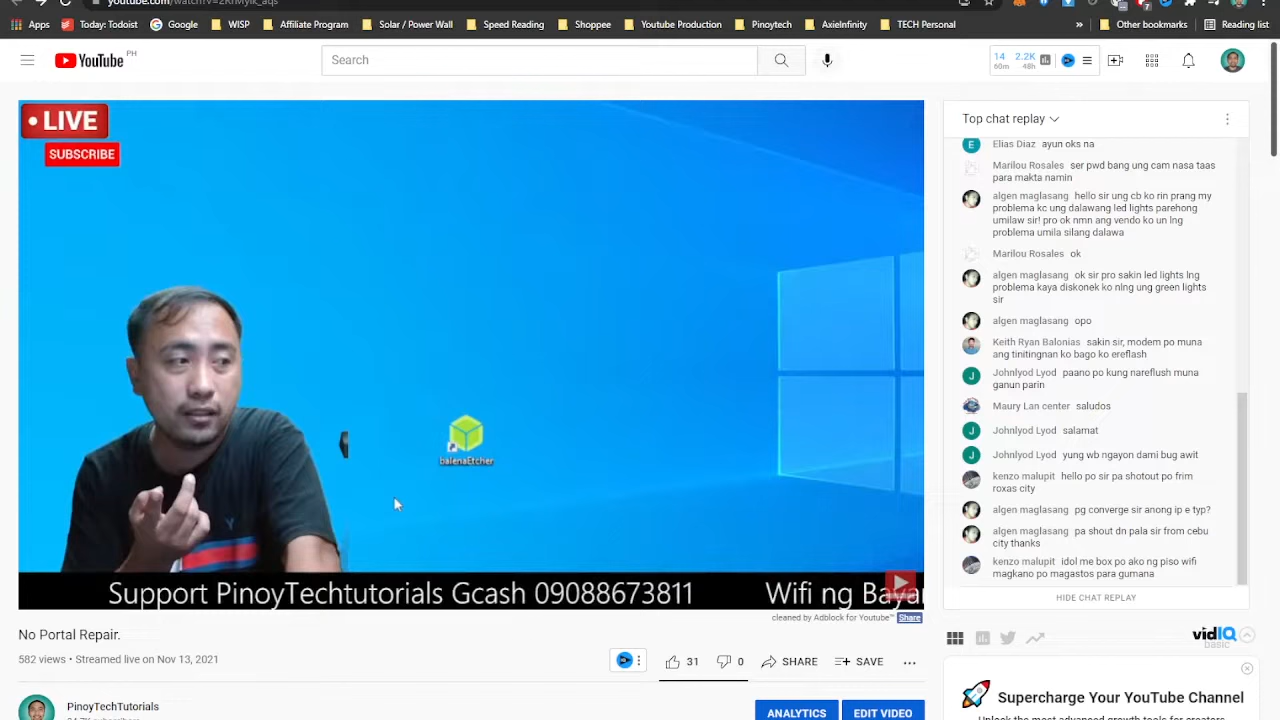 Apps
Today: Todoist
Google
WISP
Affiliate Program
Solar / Power Wall
Speed Reading
Shoppee
Youtube Production
Pinoytech
AxieInfinity
TECH Personal
»
Other bookmarks
Reading list
YouTube PH
Search
14 2.2K
60m 48h
LIVE
SUBSCRIBE
balenaEtcher
Support PinoyTechtutorials Gcash 09088673811 Wifi ng Bayan
cleaned by Adblock for Youtube™ Share
No Portal Repair.
582 views • Streamed live on Nov 13, 2021
31 0 SHARE SAVE ...
PinoyTechTutorials
ANALYTICS EDIT VIDEO
Top chat replay
Elias Diaz ayun oks na
Marilou Rosales ser pwd bang ung cam nasa taas
para makta namin
algen maglasang hello sir ung cb ko rin prang my
problema kc ung dalawang led lights parehong
umilaw sir! pro ok nmn ang vendo ko un lng
problema umila silang dalawa
Marilou Rosales ok
algen maglasang ok sir pro sakin led lights lng
problema kaya diskonek ko nlng ung green lights
sir
algen maglasang opo
Keith Ryan Balonias sakin sir, modem po muna
ang tinitingnan ko bago ko ereflash
Johnlyod Lyod paano po kung nareflush muna
ganun parin
Maury Lan center saludos
Johnlyod Lyod salamat
Johnlyod Lyod yung wb ngayon dami bug awit
kenzo malupit hello po sir pa shotout po frim
roxas city
algen maglasang pg converge sir anong ip e typ?
algen maglasang pa shout dn pala sir from cebu
city thanks
kenzo malupit idol me box po ako ng piso wifi
magkano po magastos para gumana
HIDE CHAT REPLAY
vidIQ
basic
Supercharge Your YouTube Channel